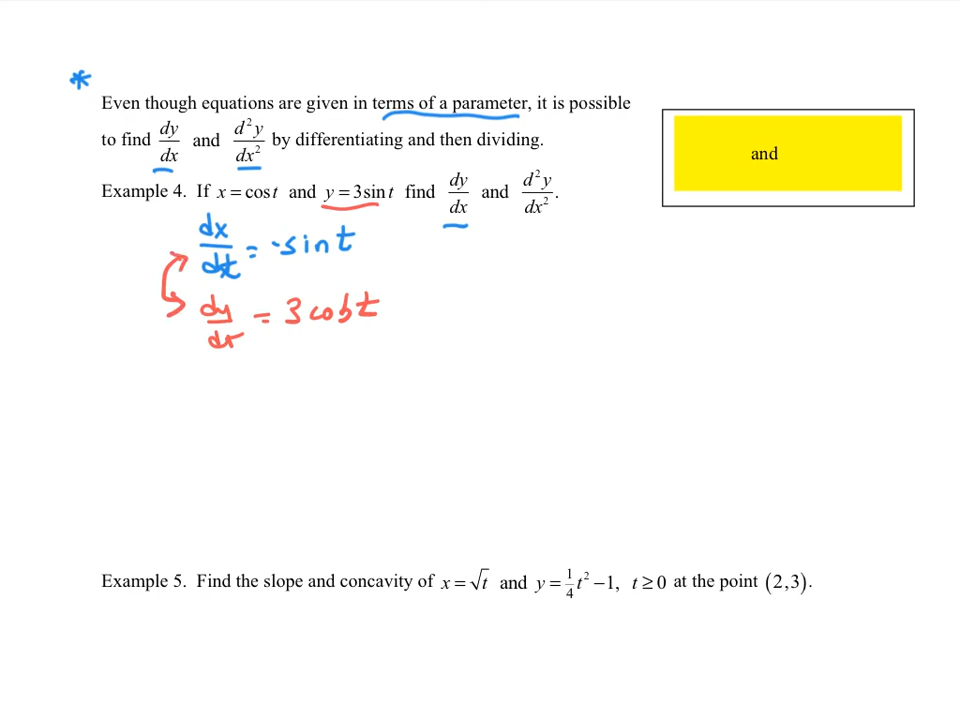 *
Even though equations are given in terms of a parameter, it is possible
to find dy/dx and d²y/dx² by differentiating and then dividing.
and
Example 4. If x = cos t and y = 3 sin t find dy/dx and d²y/dx².
dx/dt = -sin t
dy/dt = 3 cos t
Example 5. Find the slope and concavity of x = √t and y = 1/4 t² − 1, t ≥ 0 at the point (2,3).